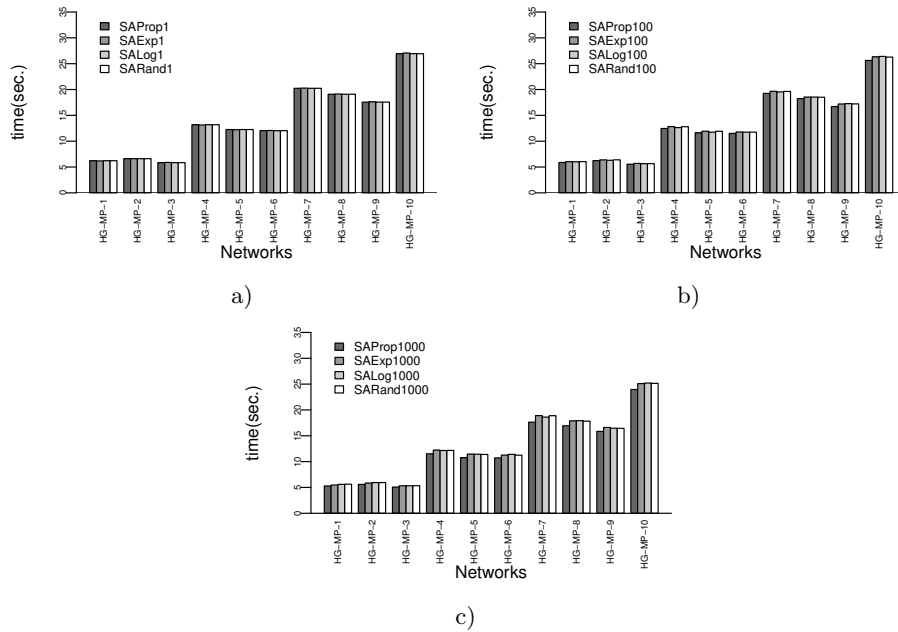 35
30
25
20
15
10
5
0
time(sec.)
SAProp1
SAExp1
SALog1
SARand1
HG−MP−1
HG−MP−2
HG−MP−3
HG−MP−4
HG−MP−5
HG−MP−6
HG−MP−7
HG−MP−8
HG−MP−9
HG−MP−10
Networks
a)
35
30
25
20
15
10
5
0
time(sec.)
SAProp100
SAExp100
SALog100
SARand100
HG−MP−1
HG−MP−2
HG−MP−3
HG−MP−4
HG−MP−5
HG−MP−6
HG−MP−7
HG−MP−8
HG−MP−9
HG−MP−10
Networks
b)
35
30
25
20
15
10
5
0
time(sec.)
SAProp1000
SAExp1000
SALog1000
SARand1000
HG−MP−1
HG−MP−2
HG−MP−3
HG−MP−4
HG−MP−5
HG−MP−6
HG−MP−7
HG−MP−8
HG−MP−9
HG−MP−10
Networks
c)